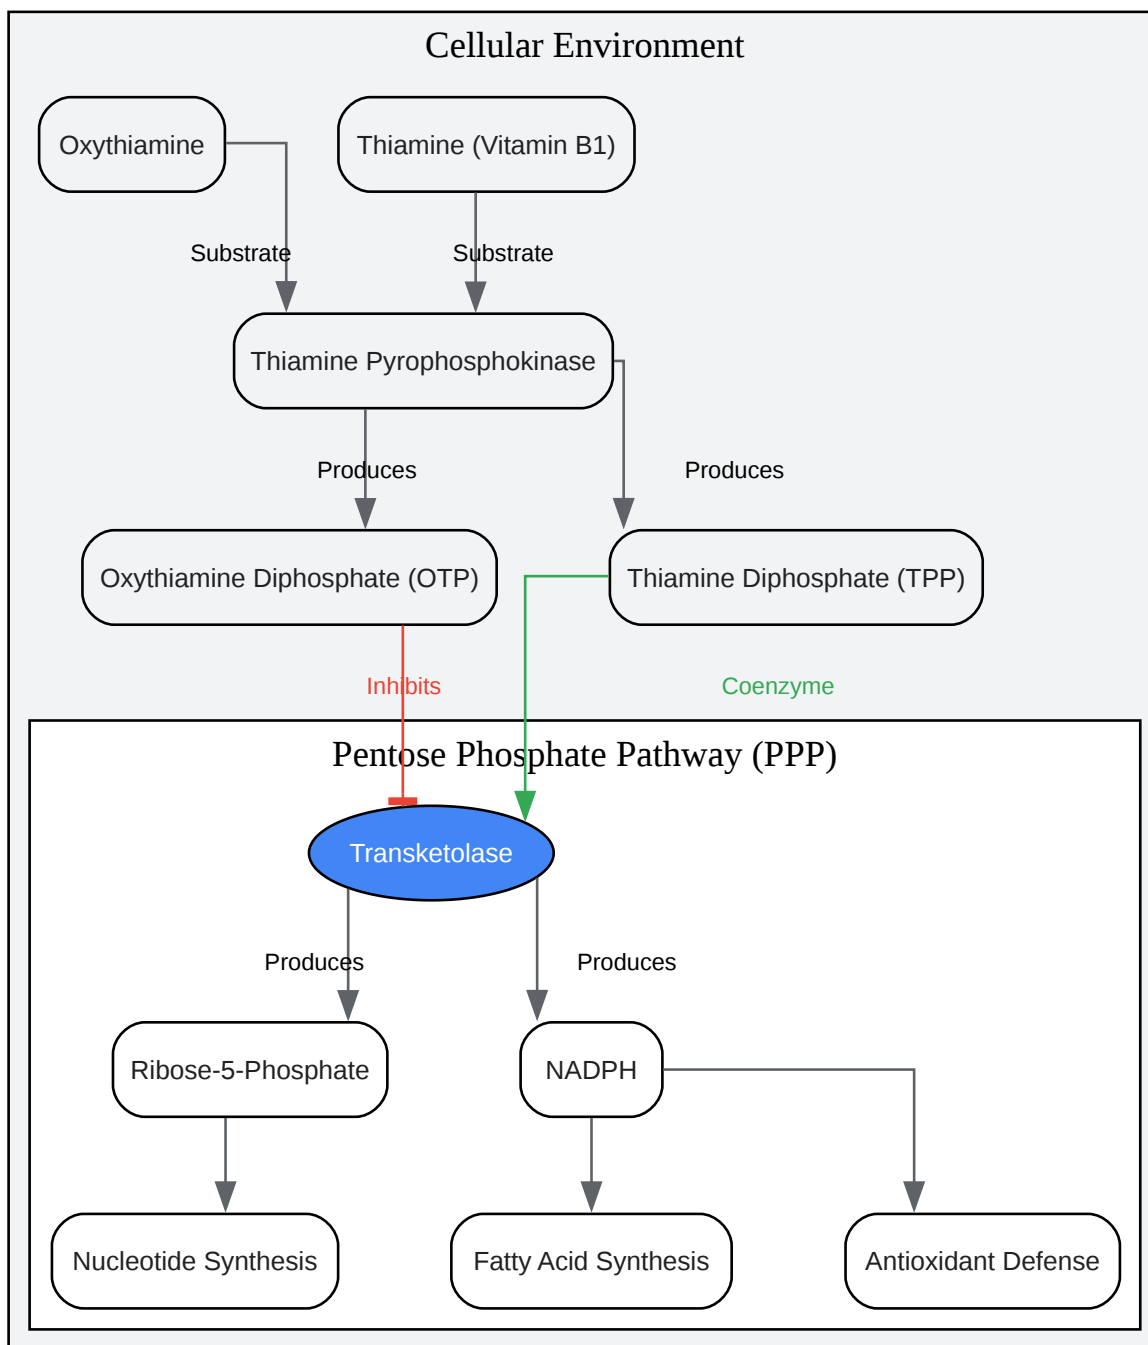 Cellular Environment
Oxythiamine
Thiamine (Vitamin B1)
Substrate
Substrate
Thiamine Pyrophosphokinase
Produces
Produces
Oxythiamine Diphosphate (OTP)
Thiamine Diphosphate (TPP)
Inhibits
Coenzyme
Pentose Phosphate Pathway (PPP)
Transketolase
Produces
Produces
Ribose-5-Phosphate
NADPH
Nucleotide Synthesis
Fatty Acid Synthesis
Antioxidant Defense